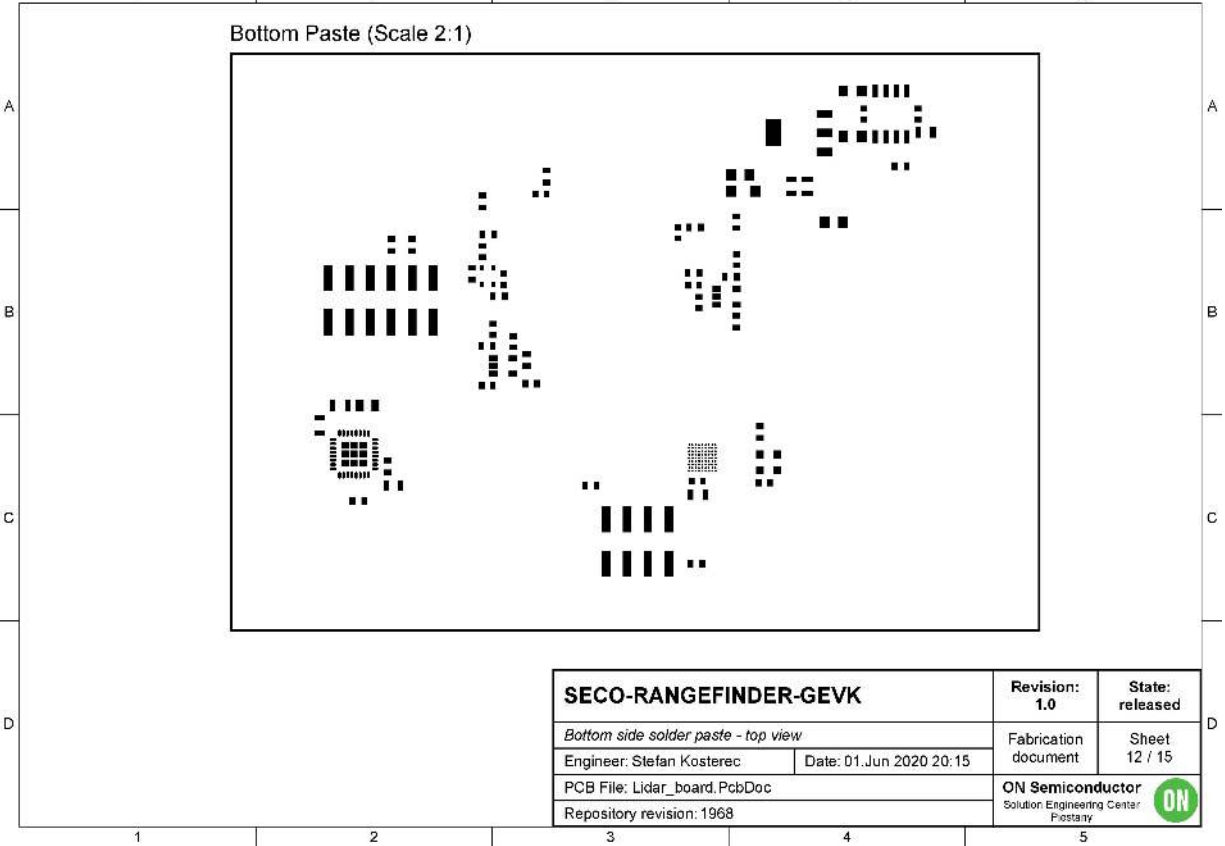 Bottom Paste (Scale 2:1)
A
A
B
B
C
C
D
D
SECO-RANGEFINDER-GEVK
Revision:
1.0
State:
released
Bottom side solder paste - top view
Fabrication
document
Sheet
12 / 15
Engineer: Stefan Kosterec
Date: 01.Jun 2020 20:15
PCB File: Lidar_board.PcbDoc
Repository revision: 1968
ON Semiconductor
Solution Engineering Center
Piestany
ON
1
2
3
4
5